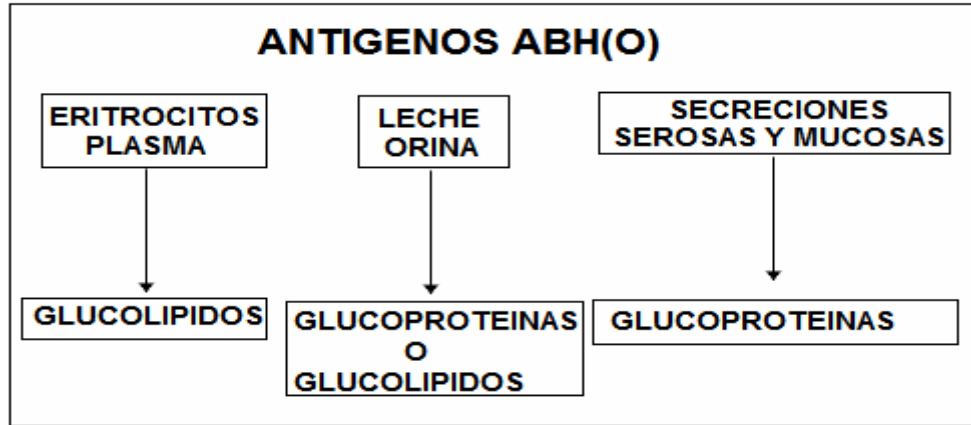 ANTIGENOS ABH(O)
ERITROCITOS
PLASMA
LECHE
ORINA
SECRECIONES
SEROSAS Y MUCOSAS
GLUCOLIPIDOS
GLUCOPROTEINAS
O
GLUCOLIPIDOS
GLUCOPROTEINAS